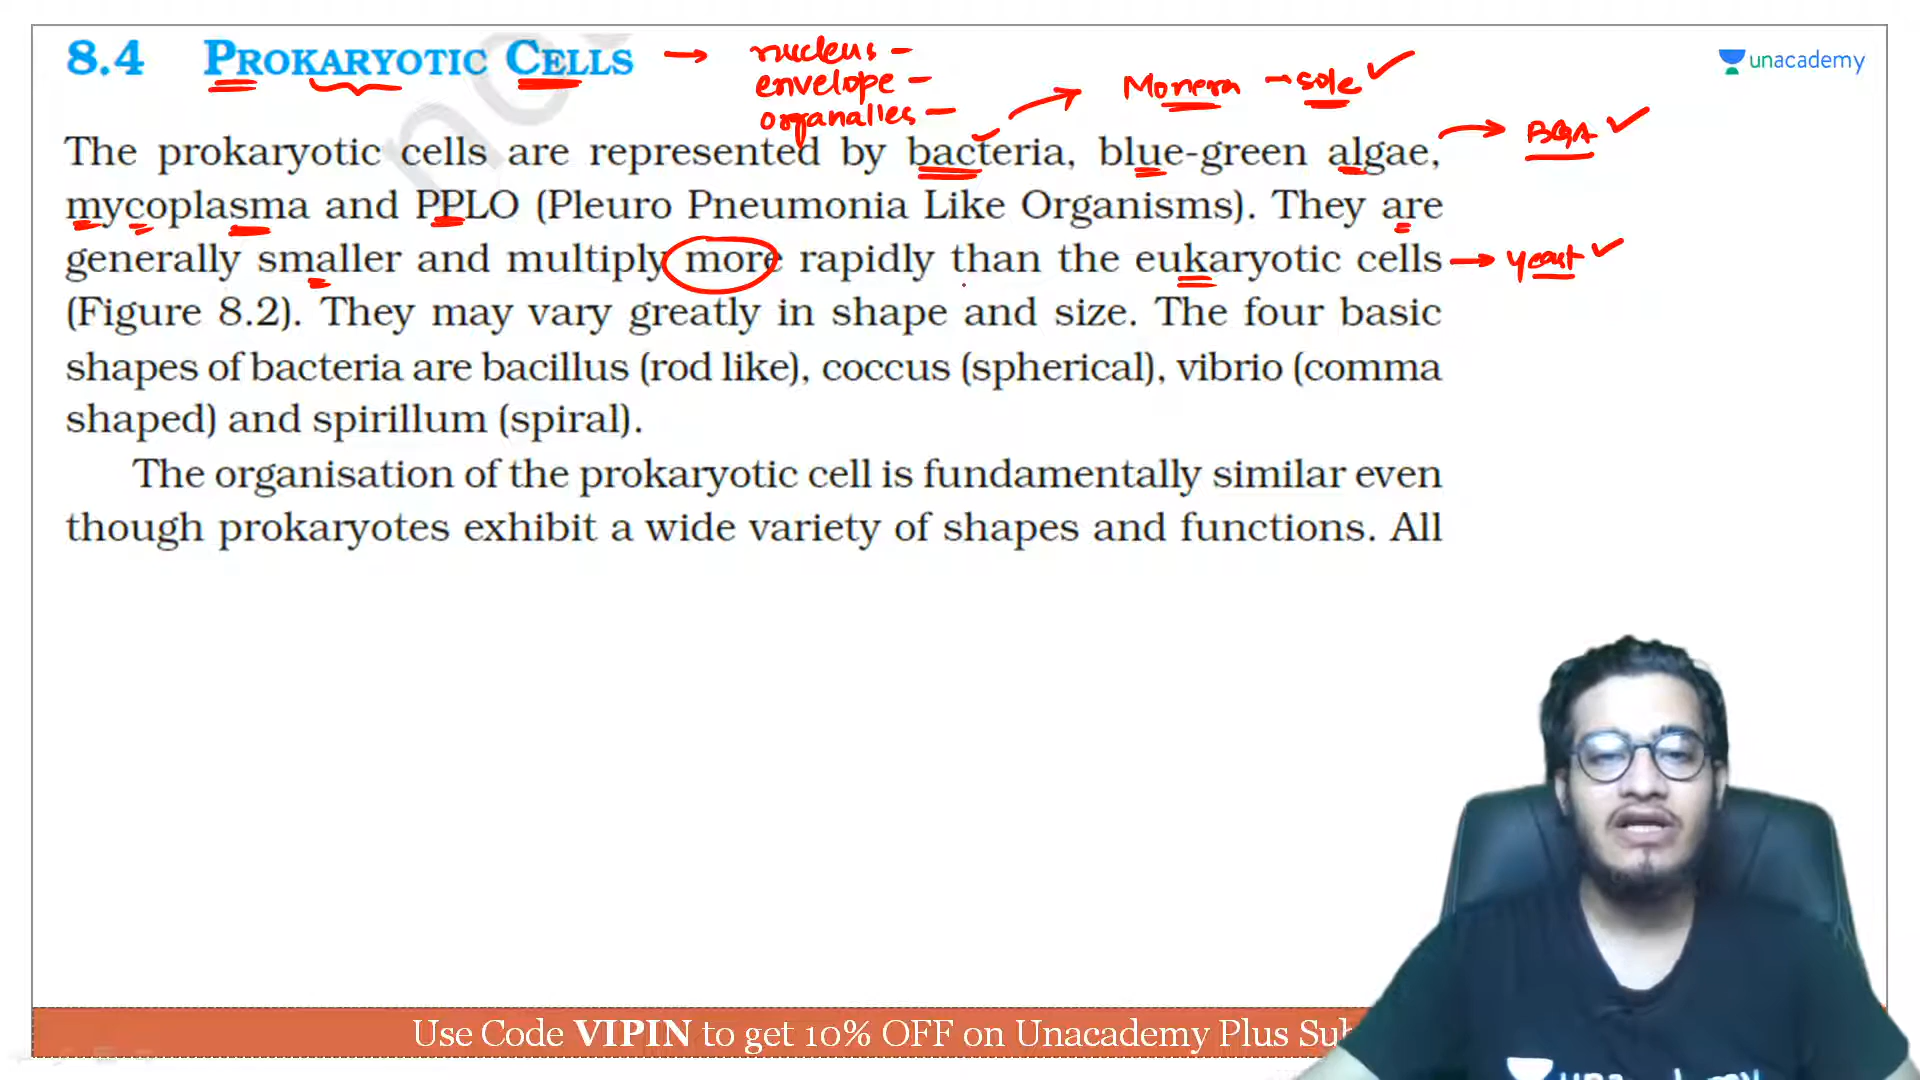 8.4 PROKARYOTIC CELLS → nucleus –
envelope –
organalles –
Monera – sole ✓
unacademy
The prokaryotic cells are represented by bacteria, blue-green algae, → BGA ✓
mycoplasma and PPLO (Pleuro Pneumonia Like Organisms). They are
generally smaller and multiply more rapidly than the eukaryotic cells → yeast ✓
(Figure 8.2). They may vary greatly in shape and size. The four basic
shapes of bacteria are bacillus (rod like), coccus (spherical), vibrio (comma
shaped) and spirillum (spiral).
The organisation of the prokaryotic cell is fundamentally similar even
though prokaryotes exhibit a wide variety of shapes and functions. All
Use Code VIPIN to get 10% OFF on Unacademy Plus